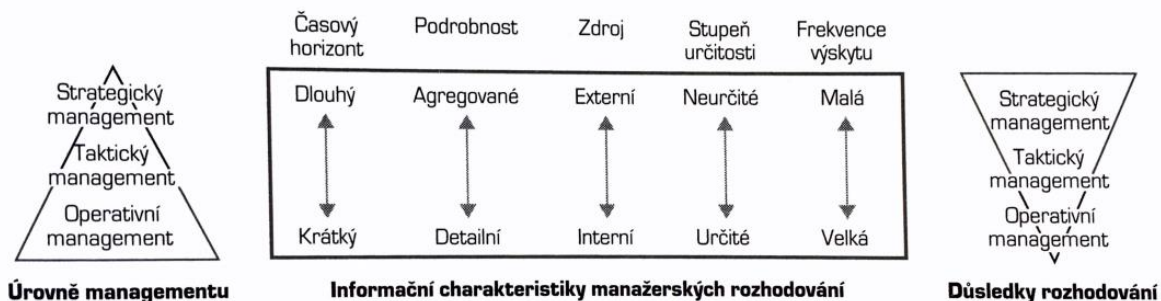 Časový
horizont
Podrobnost
Zdroj
Stupeň
určitosti
Frekvence
výskytu
Strategický
management
Taktický
management
Operativní
management
Dlouhý
Agregované
Externí
Neurčité
Malá
Krátký
Detailní
Interní
Určité
Velká
Strategický
management
Taktický
management
Operativní
management
Úrovně managementu
Informační charakteristiky manažerských rozhodování
Důsledky rozhodování